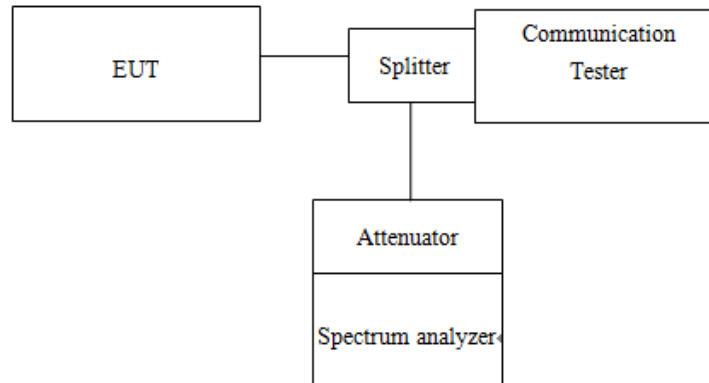 EUT
Splitter
Communication
Tester
Attenuator
Spectrum analyzer